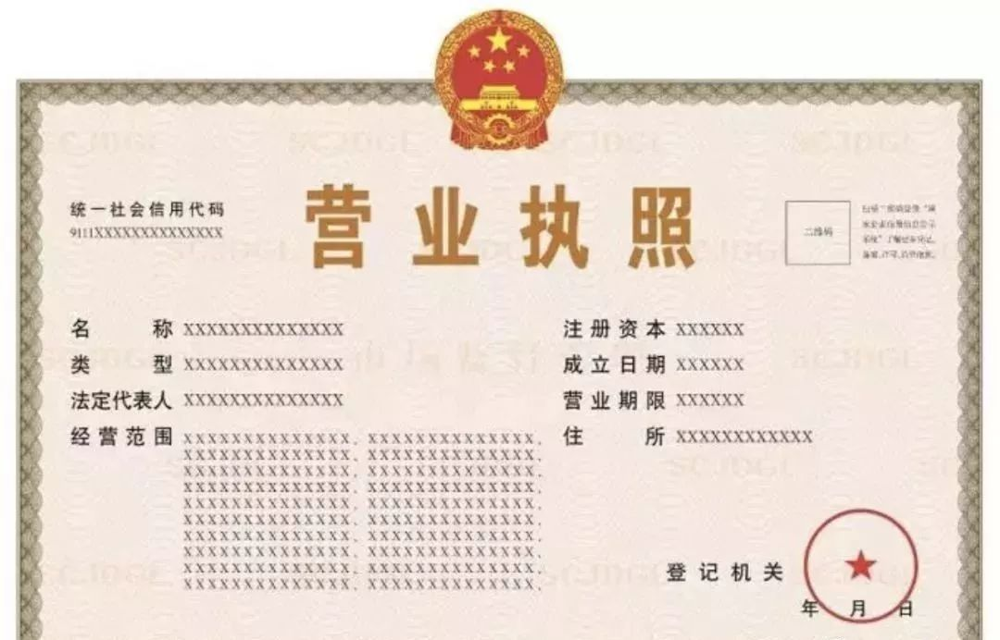 统一社会信用代码
9111XXXXXXXXXXXXXX
营业执照
二维码
名称 XXXXXXXXXXXXXX
类型 XXXXXXXXXXXXXX
法定代表人 XXXXXXXXXXXXXX
经营范围 XXXXXXXXXXXXXX、XXXXXXXXXXXXXX、
XXXXXXXXXXXXXX、XXXXXXXXXXXXXX、
XXXXXXXXXXXXXX、XXXXXXXXXXXXXX、
XXXXXXXXXXXXXX、XXXXXXXXXXXXXX、
XXXXXXXXXXXXXX、XXXXXXXXXXXXXX、
XXXXXXXXXXXXXX、XXXXXXXXXXXXXX、
XXXXXXXXXXXXXX、XXXXXXXXXXXXXX、
XXXXXXXXXXXXXX、XXXXXXXXXXXXXX、
XXXXXXXXXXXXXX、XXXXXXXXXXXXXX、
XXXXXXXXXXXXXX、XXXXXXXXXXXXXX
注册资本 XXXXXX
成立日期 XXXXXX
营业期限 XXXXXX
住所 XXXXXXXXXXXX
登记机关
年 月 日
SCJDGL